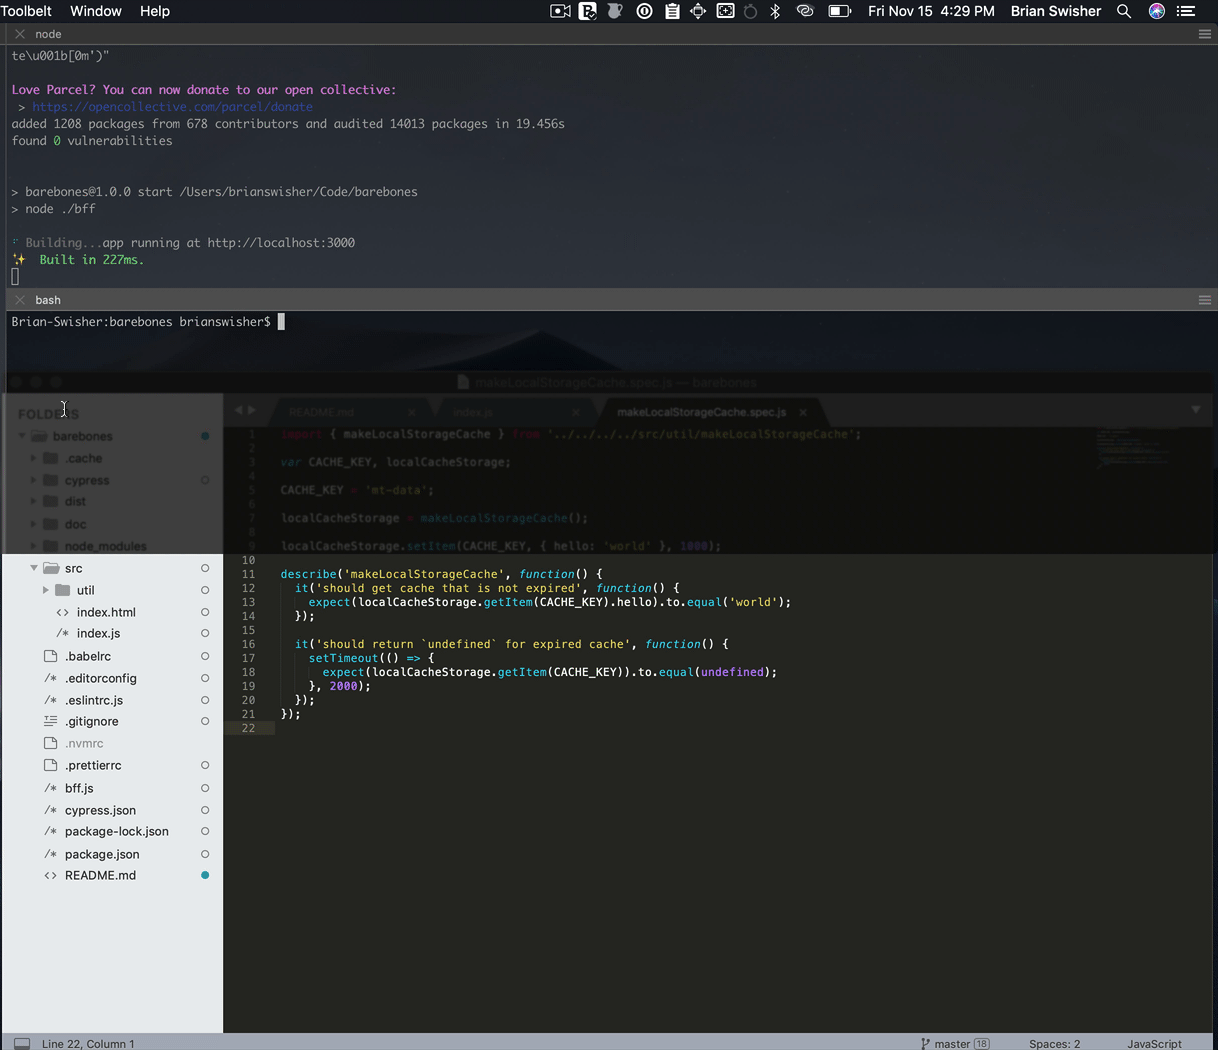 Toolbelt Window Help Fri Nov 15 4:29 PM Brian Swisher
node
te\u001b[0m')"
Love Parcel? You can now donate to our open collective:
> https://opencollective.com/parcel/donate
added 1208 packages from 678 contributors and audited 14013 packages in 19.456s
found 0 vulnerabilities
> barebones@1.0.0 start /Users/brianswisher/Code/barebones
> node ./bff
Building...app running at http://localhost:3000
✨ Built in 227ms.
bash
Brian-Swisher:barebones brianswisher$
makeLocalStorageCache.spec.js — barebones
FOLDERS
barebones
.cache
cypress
dist
doc
node_modules
src
util
<> index.html
/* index.js
.babelrc
/* .editorconfig
/* .eslintrc.js
.gitignore
.nvmrc
.prettierrc
/* bff.js
/* cypress.json
/* package-lock.json
/* package.json
<> README.md
README.md index.js makeLocalStorageCache.spec.js
1 import { makeLocalStorageCache } from '../../../../src/util/makeLocalStorageCache';
2
3 var CACHE_KEY, localCacheStorage;
4
5 CACHE_KEY = 'mt-data';
6
7 localCacheStorage = makeLocalStorageCache();
8
9 localCacheStorage.setItem(CACHE_KEY, { hello: 'world' }, 1000);
10
11 describe('makeLocalStorageCache', function() {
12 it('should get cache that is not expired', function() {
13 expect(localCacheStorage.getItem(CACHE_KEY).hello).to.equal('world');
14 });
15
16 it('should return `undefined` for expired cache', function() {
17 setTimeout(() => {
18 expect(localCacheStorage.getItem(CACHE_KEY)).to.equal(undefined);
19 }, 2000);
20 });
21 });
22
Line 22, Column 1 master 18 Spaces: 2 JavaScript